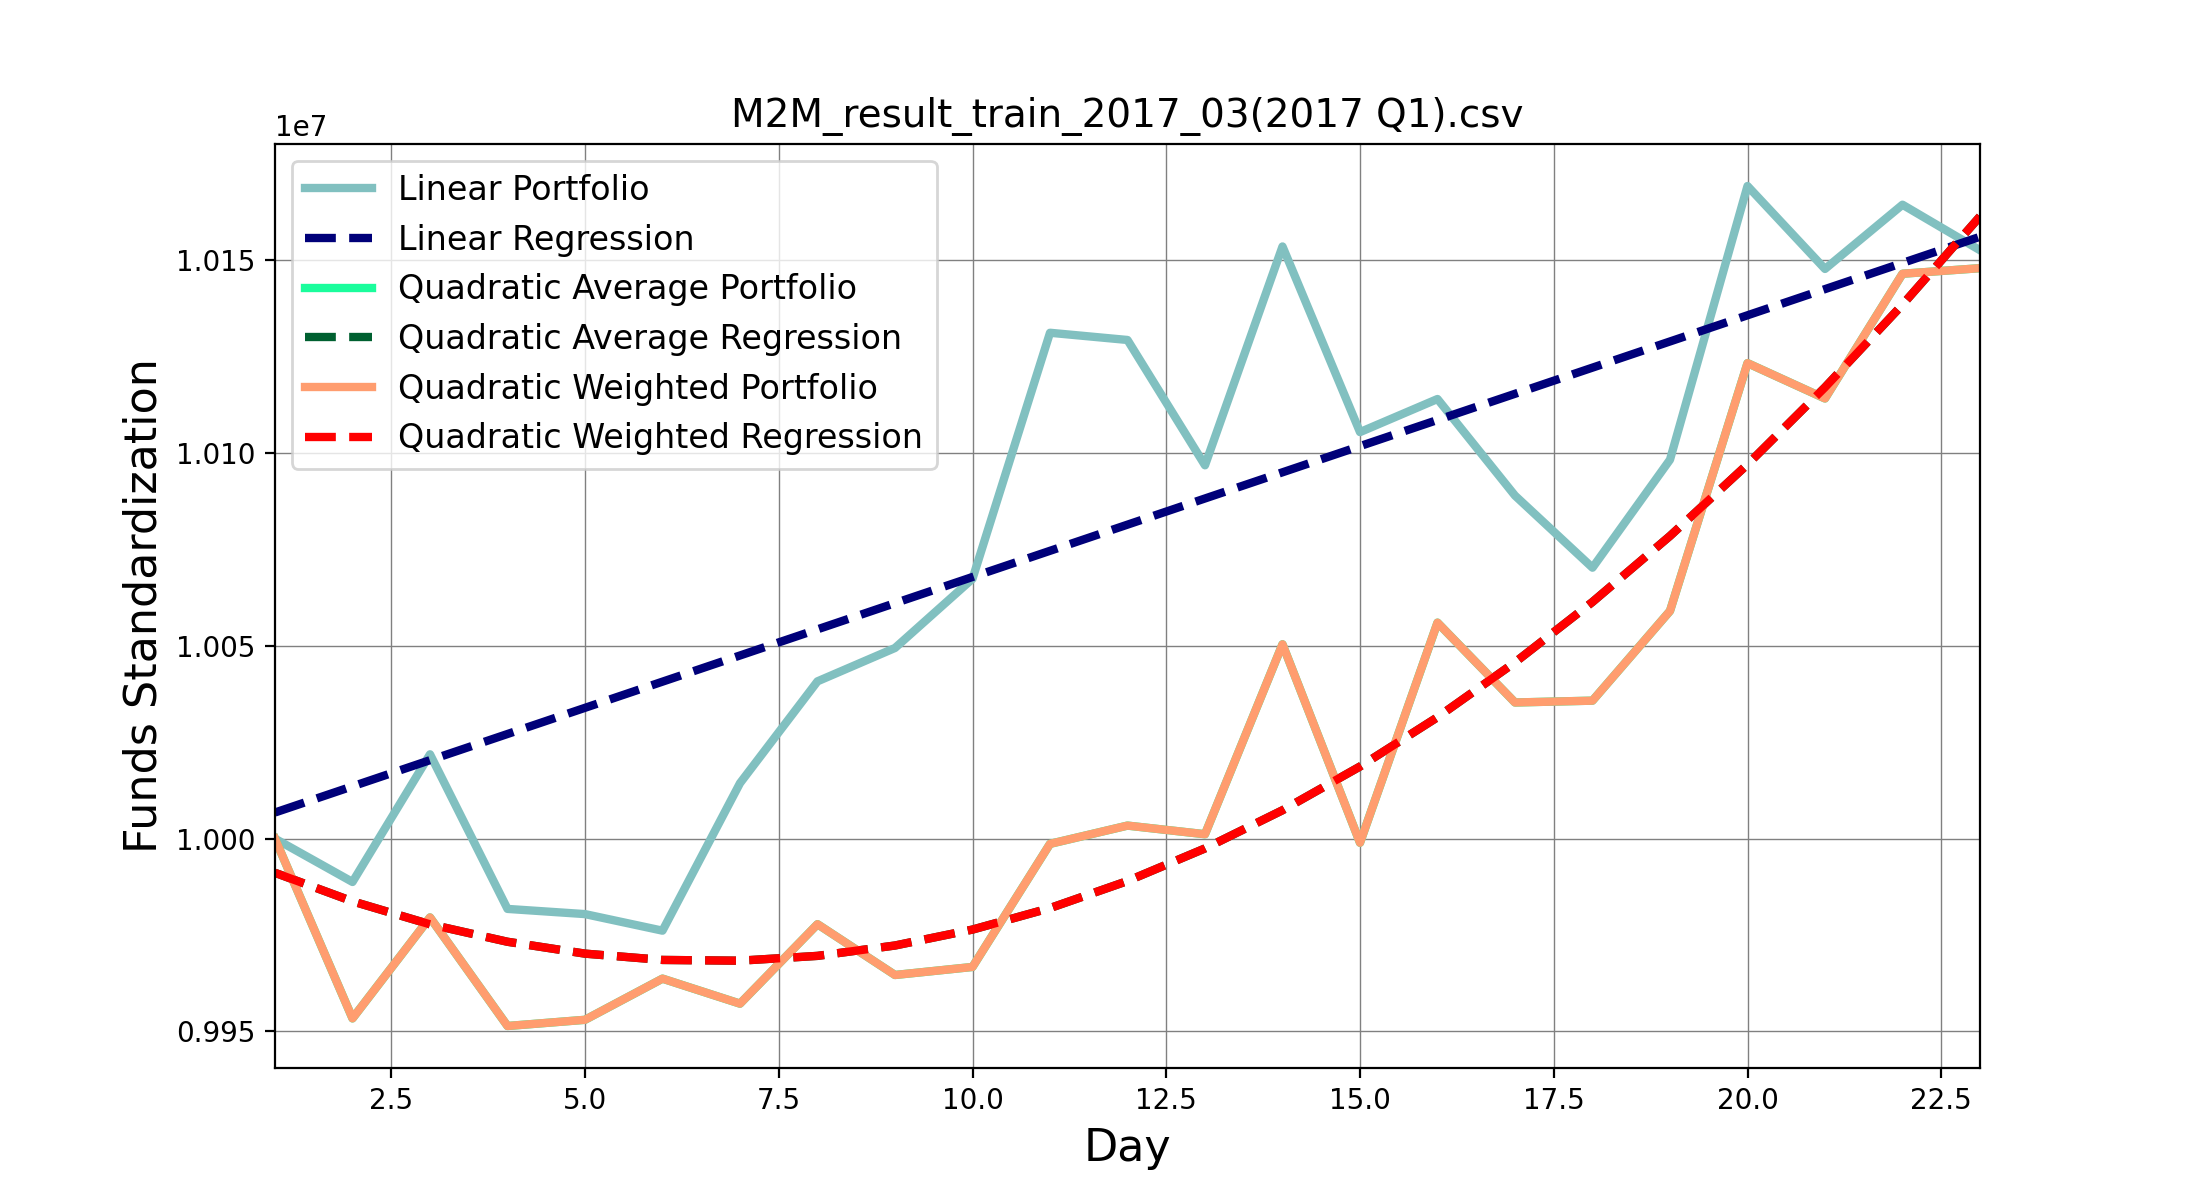 M2M_result_train_2017_03(2017 Q1).csv
1e7
Linear Portfolio
Linear Regression
Quadratic Average Portfolio
Quadratic Average Regression
Quadratic Weighted Portfolio
Quadratic Weighted Regression
Funds Standardization
1.015
1.010
1.005
1.000
0.995
2.5 5.0 7.5 10.0 12.5 15.0 17.5 20.0 22.5
Day